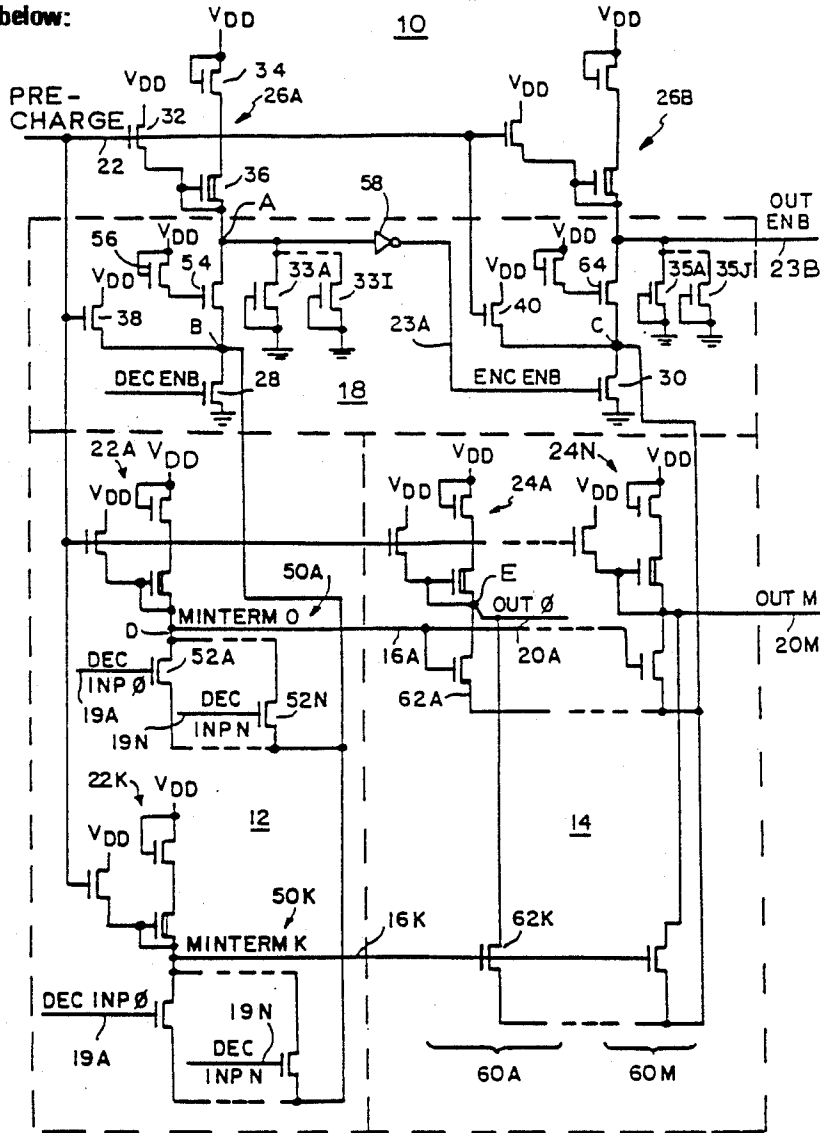 below:
10
VDD
VDD
34
VDD
32
26A
VDD
26B
PRE-
CHARGE
22
36
A
58
OUT
ENB
23B
VDD
56
54
VDD
38
33A
33I
VDD
64
VDD
40
35A
35J
B
23A
C
DEC ENB
28
18
ENC ENB
30
22A
VDD
VDD
VDD
24A
VDD
24N
VDD
VDD
50A
E
OUT Ø
OUT M
20M
MINTERM O
D
16A
20A
DEC
INPØ
19A
52A
DEC
INP N
19N
52N
62A
22K
VDD
VDD
12
14
50K
MINTERM K
16K
62K
DEC INPØ
19A
19N
DEC
INP N
60A
60M